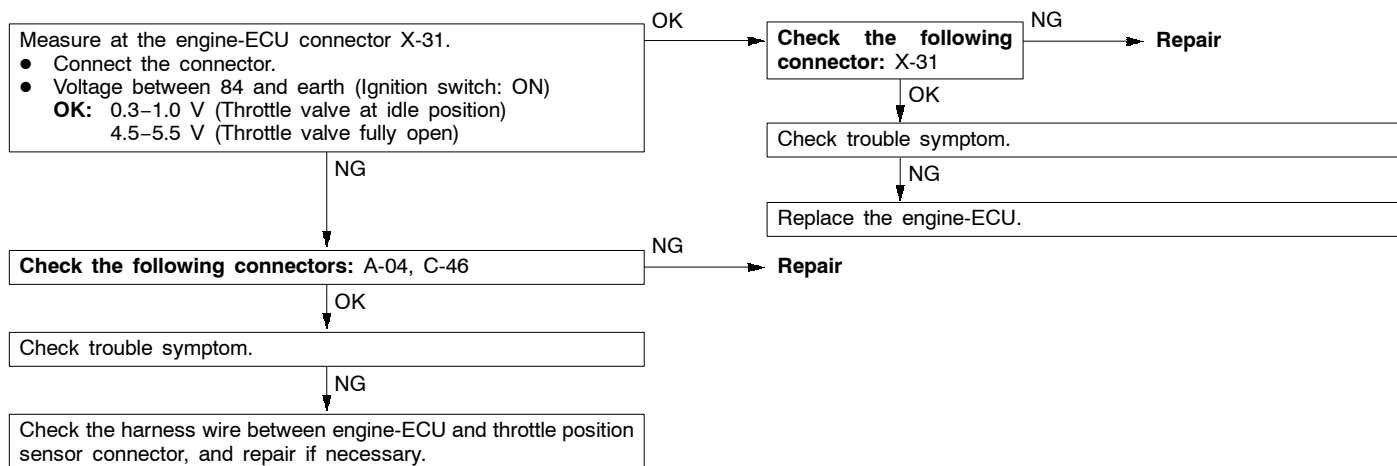 Measure at the engine-ECU connector X-31.
● Connect the connector.
● Voltage between 84 and earth (Ignition switch: ON)
OK: 0.3–1.0 V (Throttle valve at idle position)
4.5–5.5 V (Throttle valve fully open)
OK
Check the following
connector: X-31
NG
Repair
OK
Check trouble symptom.
NG
Replace the engine-ECU.
NG
Check the following connectors: A-04, C-46
NG
Repair
OK
Check trouble symptom.
NG
Check the harness wire between engine-ECU and throttle position
sensor connector, and repair if necessary.